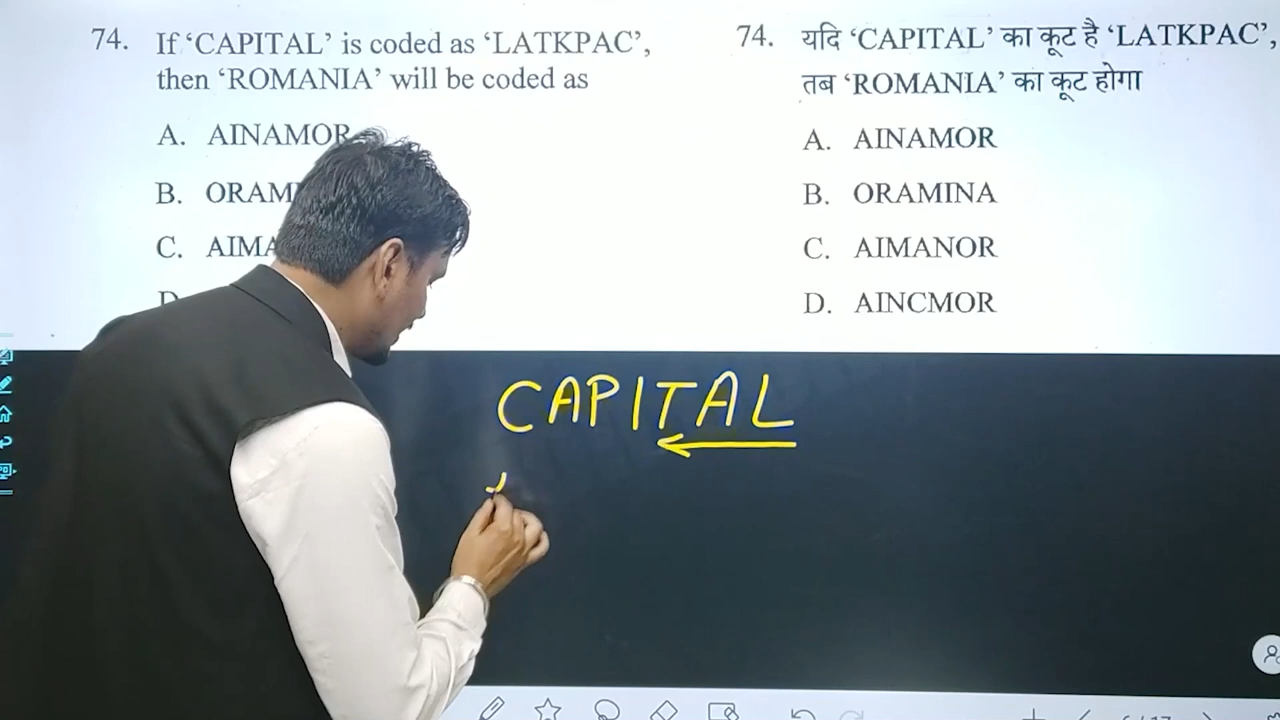 74. If ‘CAPITAL’ is coded as ‘LATKPAC’,
then ‘ROMANIA’ will be coded as
A. AINAMOR
B.
C.
74. यदि ‘CAPITAL’ का कूट है ‘LATKPAC’,
तब ‘ROMANIA’ का कूट होगा
A. AINAMOR
B. ORAMINA
C. AIMANOR
D. AINCMOR
CAPITAL